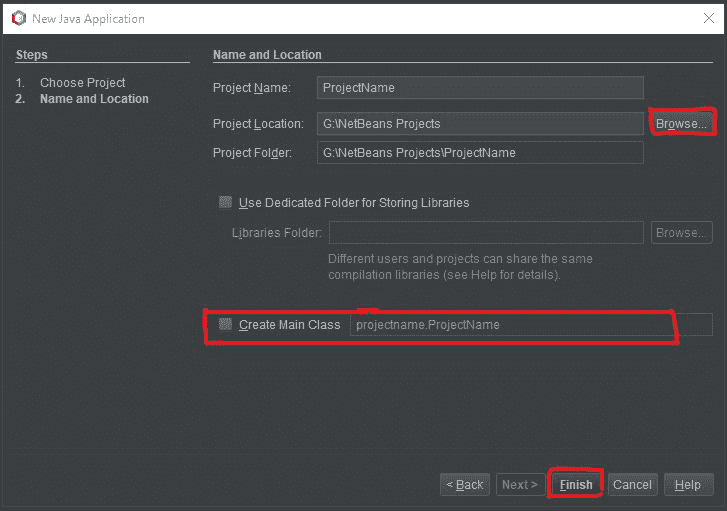 New Java Application
Steps
1. Choose Project
2. Name and Location
Name and Location
Project Name: ProjectName
Project Location: G:\NetBeans Projects Browse...
Project Folder: G:\NetBeans Projects\ProjectName
Use Dedicated Folder for Storing Libraries
Libraries Folder: Browse...
Different users and projects can share the same
compilation libraries (see Help for details).
Create Main Class projectname.ProjectName
< Back Next > Finish Cancel Help